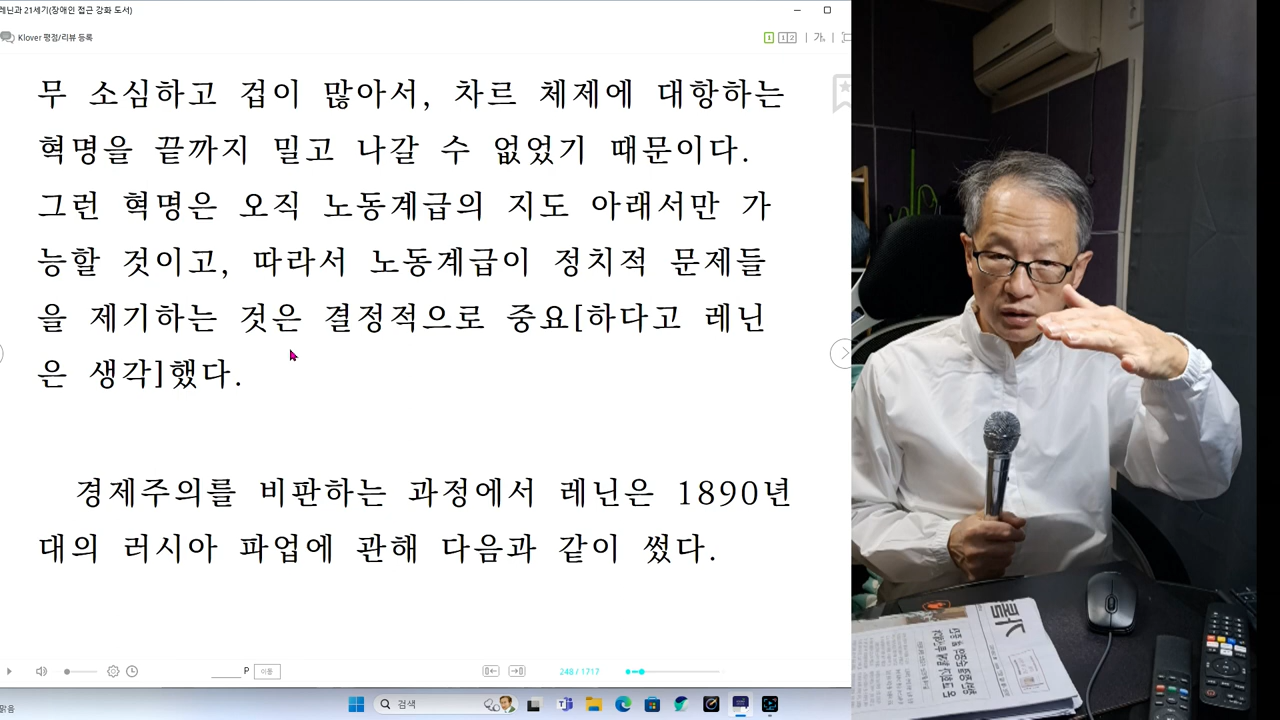 레닌과 21세기(장애인 접근 강화 도서)
Klover 평점/리뷰 등록
무 소심하고 겁이 많아서, 차르 체제에 대항하는
혁명을 끝까지 밀고 나갈 수 없었기 때문이다.
그런 혁명은 오직 노동계급의 지도 아래서만 가
능할 것이고, 따라서 노동계급이 정치적 문제들
을 제기하는 것은 결정적으로 중요[하다고 레닌
은 생각]했다.
경제주의를 비판하는 과정에서 레닌은 1890년
대의 러시아 파업에 관해 다음과 같이 썼다.
P 이동
248 / 1717
맑음
검색